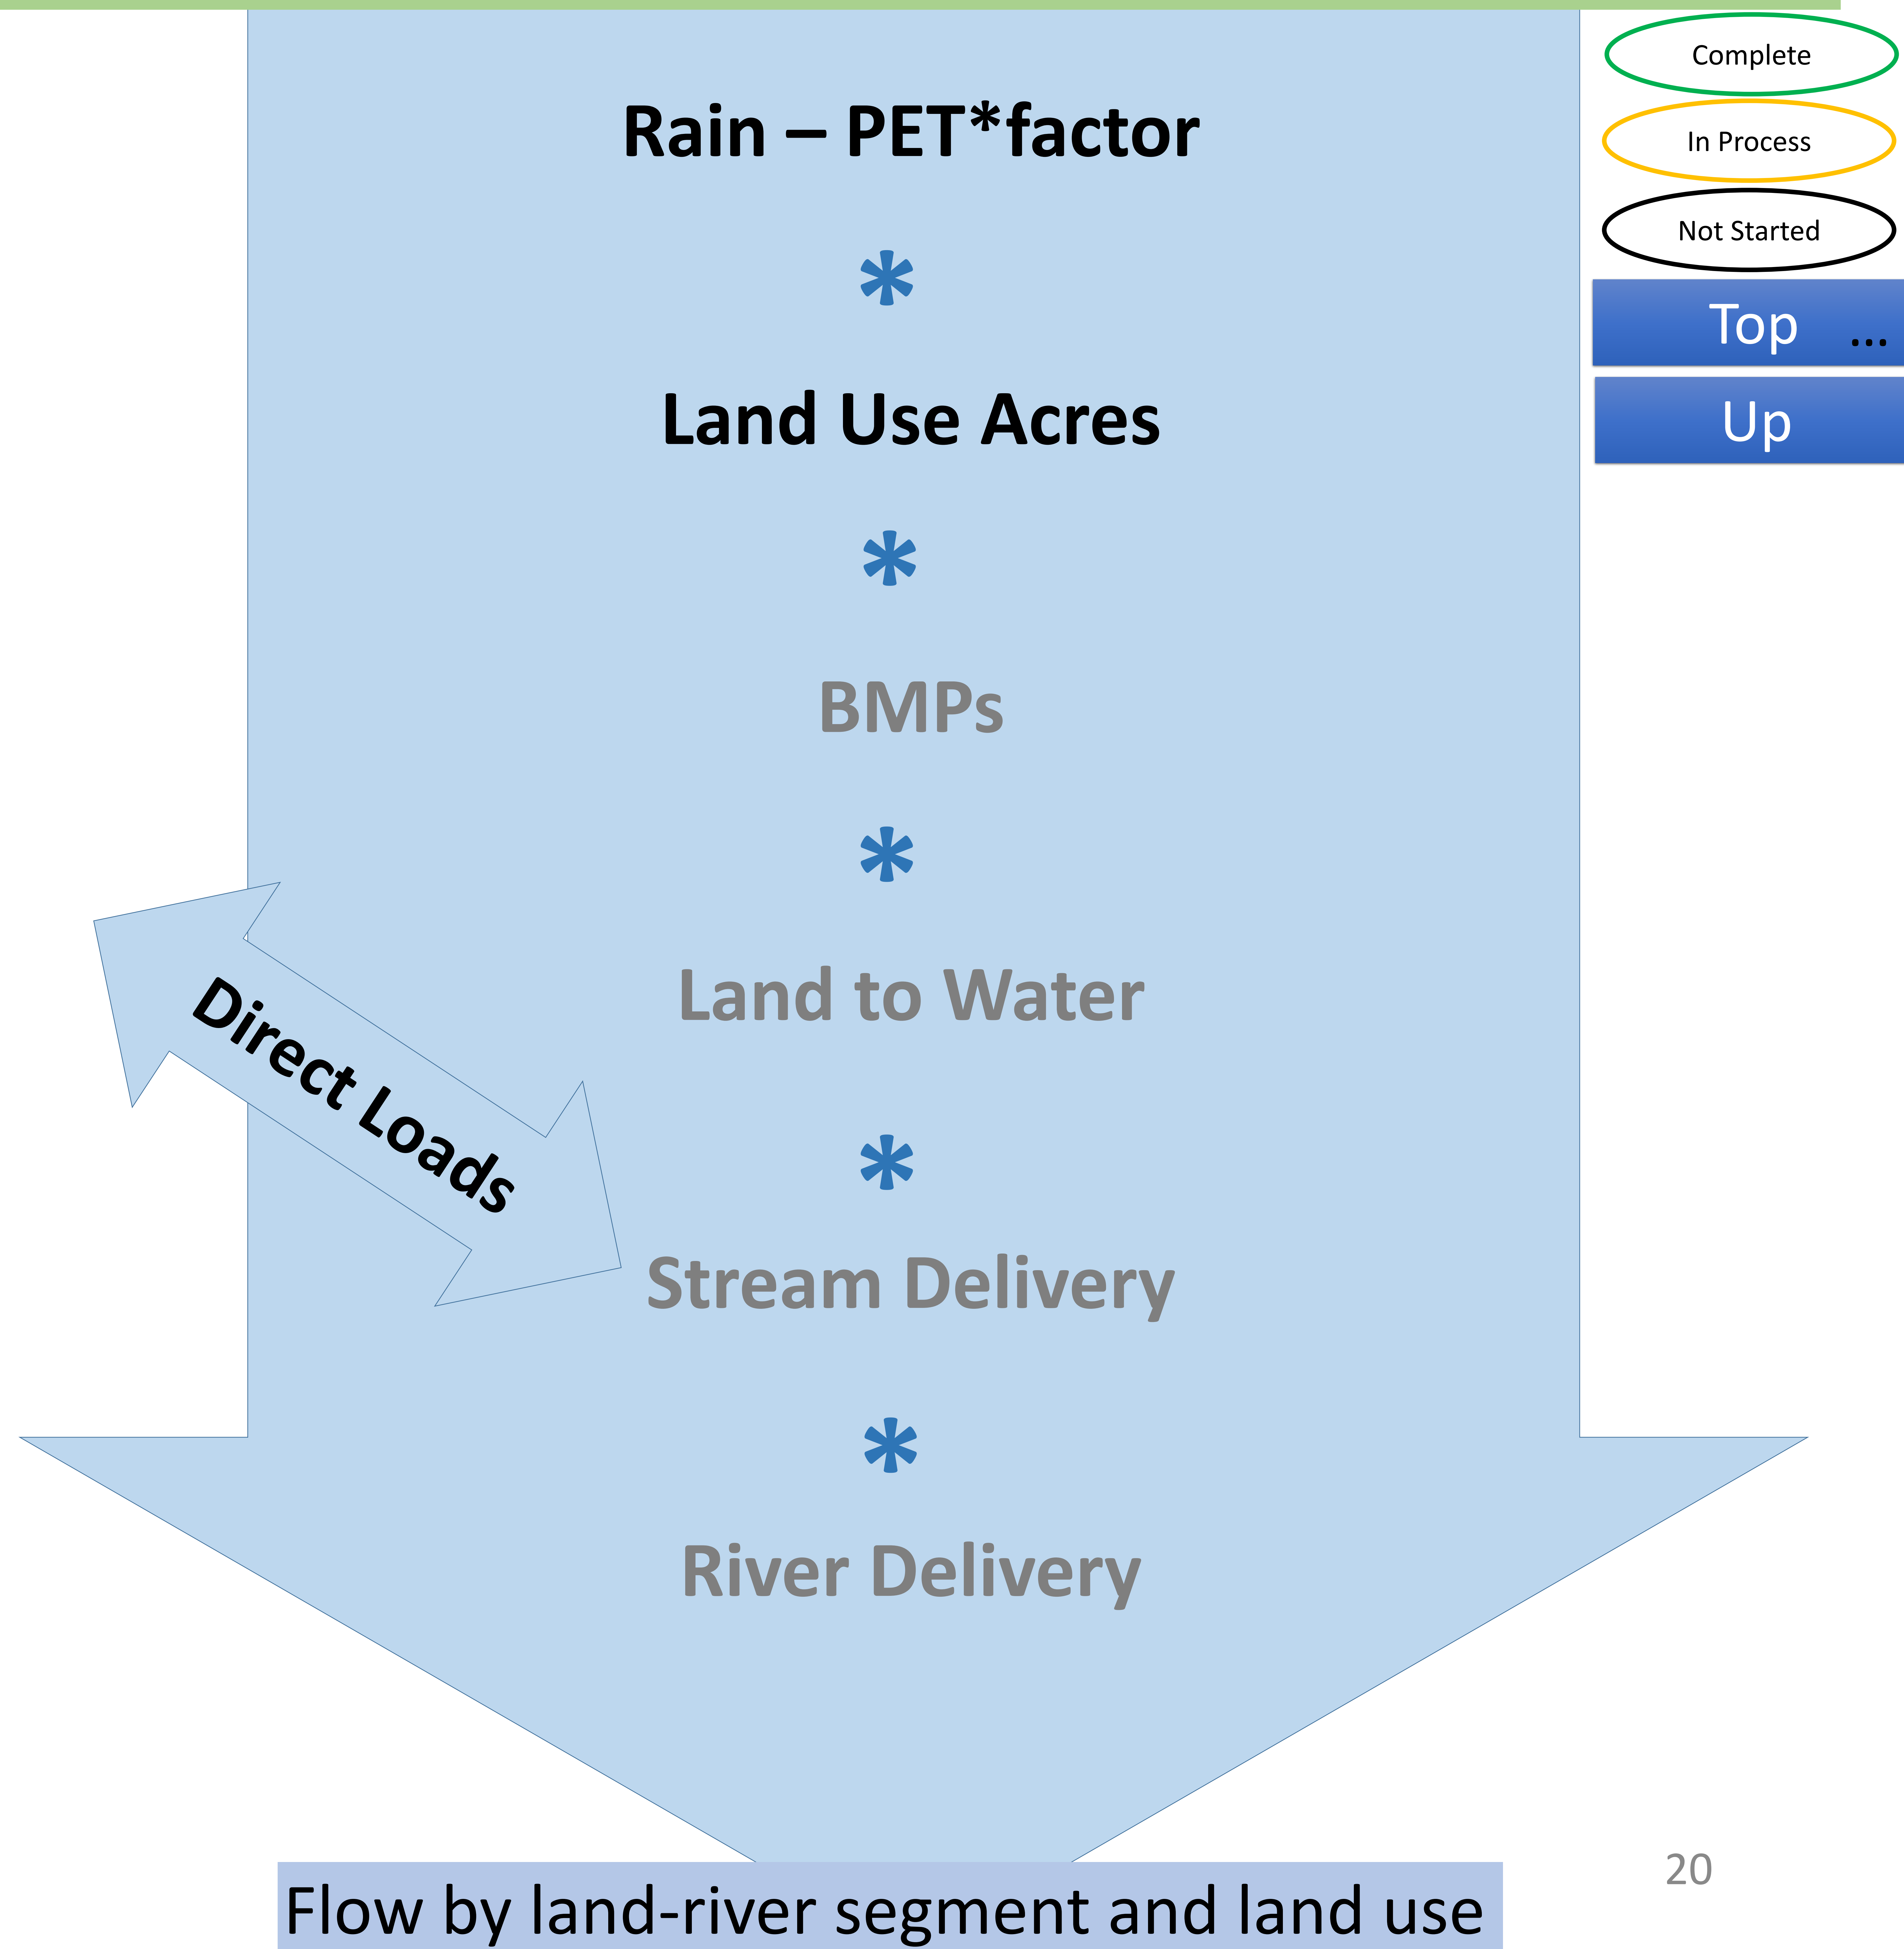 Complete
In Process
Not Started
Top ...
Up
Rain – PET*factor
*
Land Use Acres
*
BMPs
*
Land to Water
Direct Loads
*
Stream Delivery
*
River Delivery
Flow by land-river segment and land use
20